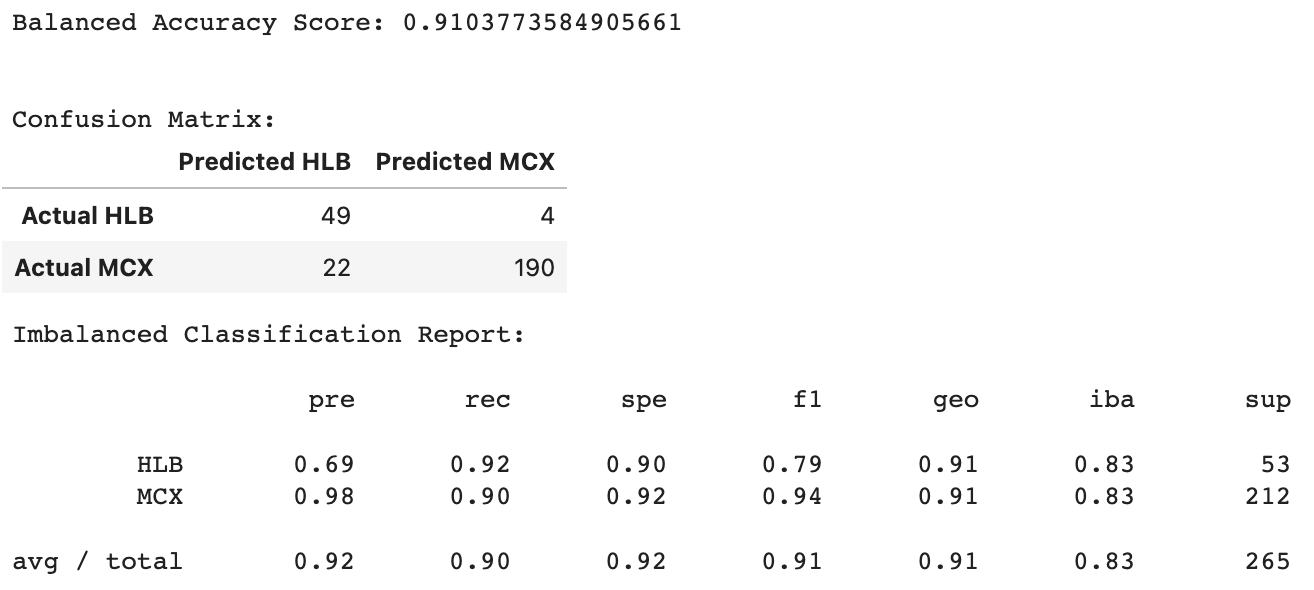 Balanced Accuracy Score: 0.9103773584905661
Confusion Matrix:
Predicted HLB Predicted MCX
Actual HLB 49 4
Actual MCX 22 190
Imbalanced Classification Report:
pre rec spe f1 geo iba sup
HLB 0.69 0.92 0.90 0.79 0.91 0.83 53
MCX 0.98 0.90 0.92 0.94 0.91 0.83 212
avg / total 0.92 0.90 0.92 0.91 0.91 0.83 265